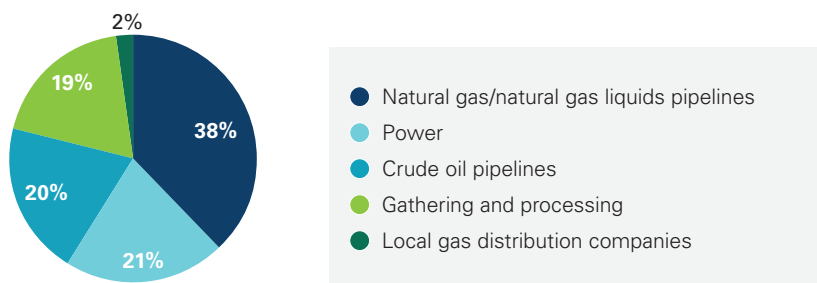 2%
19%
38%
20%
21%
Natural gas/natural gas liquids pipelines
Power
Crude oil pipelines
Gathering and processing
Local gas distribution companies